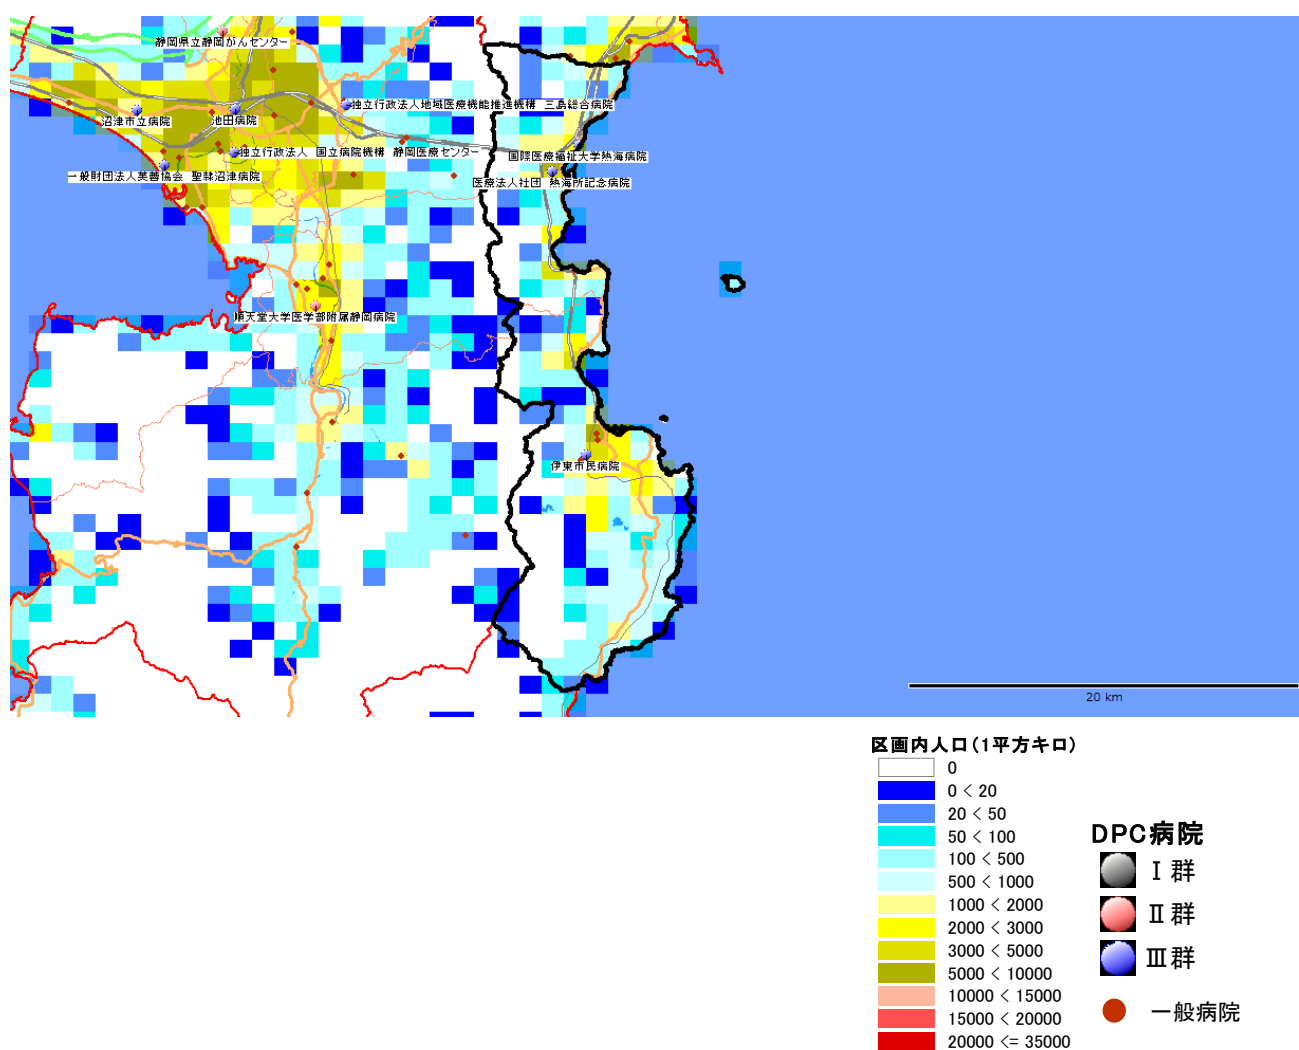 静岡県立静岡がんセンター
独立行政法人地域医療機能推進機構 三島総合病院
沼津市立病院
池田病院
独立行政法人 国立病院機構 静岡医療センター
国際医療福祉大学熱海病院
一般財団法人芙蓉協会 聖隷沼津病院
医療法人社団 熱海所記念病院
順天堂大学医学部附属静岡病院
伊東市民病院
20 km
区画内人口(1平方キロ)
0
0 < 20
20 < 50
50 < 100
100 < 500
500 < 1000
1000 < 2000
2000 < 3000
3000 < 5000
5000 < 10000
10000 < 15000
15000 < 20000
20000 <= 35000
DPC病院
Ⅰ群
Ⅱ群
Ⅲ群
一般病院